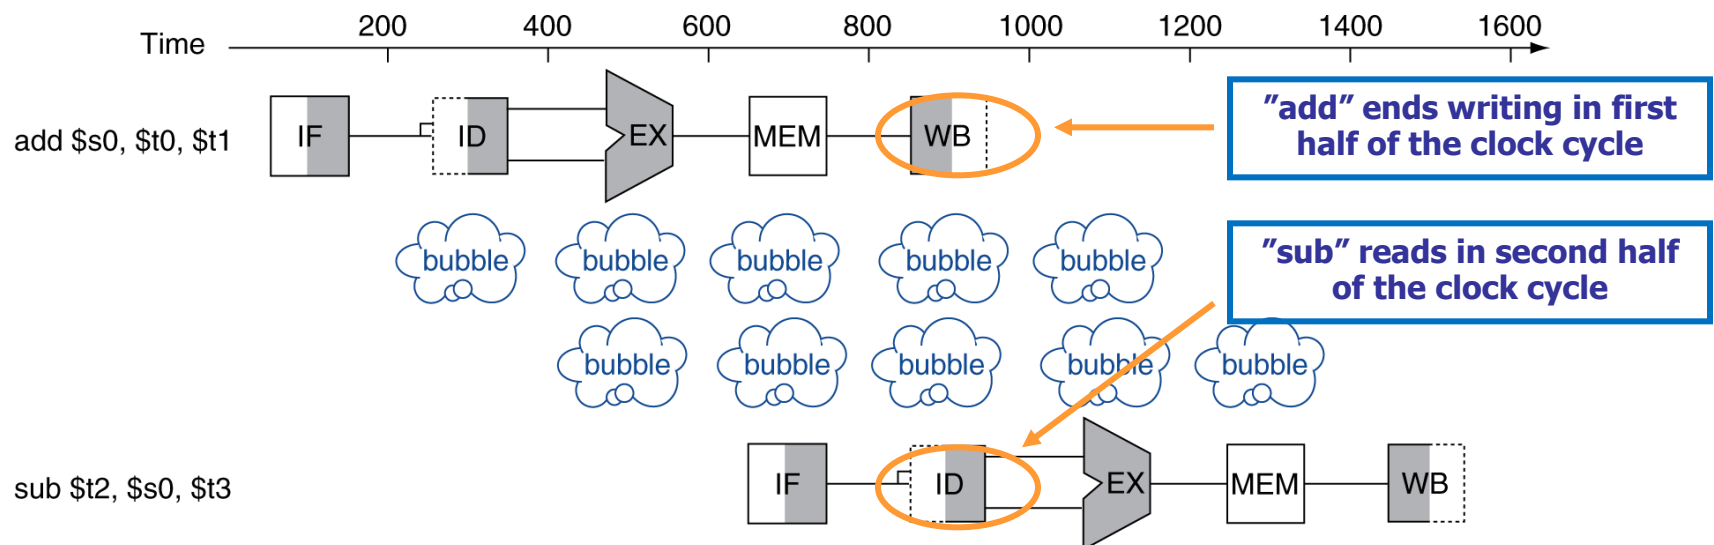 Time 200 400 600 800 1000 1200 1400 1600
add $s0, $t0, $t1 IF ID EX MEM WB
”add” ends writing in first
half of the clock cycle
bubble bubble bubble bubble bubble
”sub” reads in second half
of the clock cycle
bubble bubble bubble bubble bubble
sub $t2, $s0, $t3 IF ID EX MEM WB